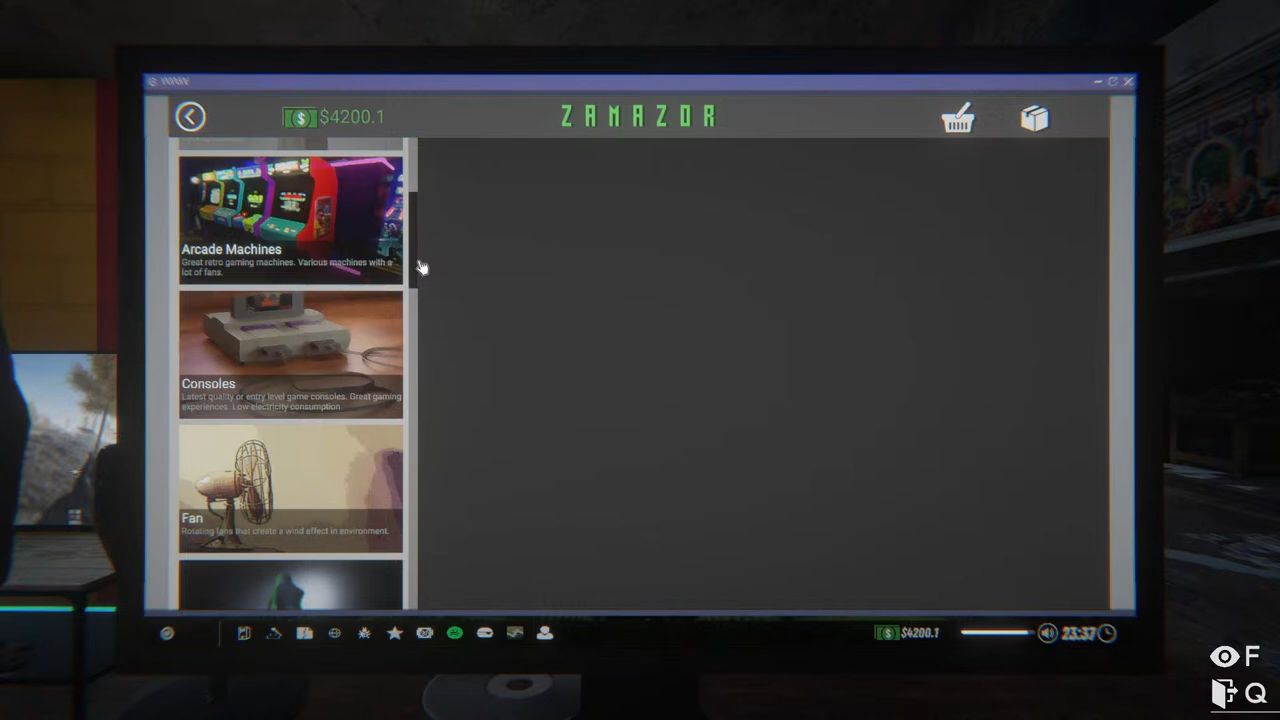 $4200.1
ZAMAZOR
Arcade Machines
Great retro gaming machines. Various machines with a
lot of fans.
Consoles
Latest quality or entry level game consoles. Great gaming
experiences. Low electricity consumption
Fan
Rotating fans that create a wind effect in environment.
$4200.1
23:37
F
Q